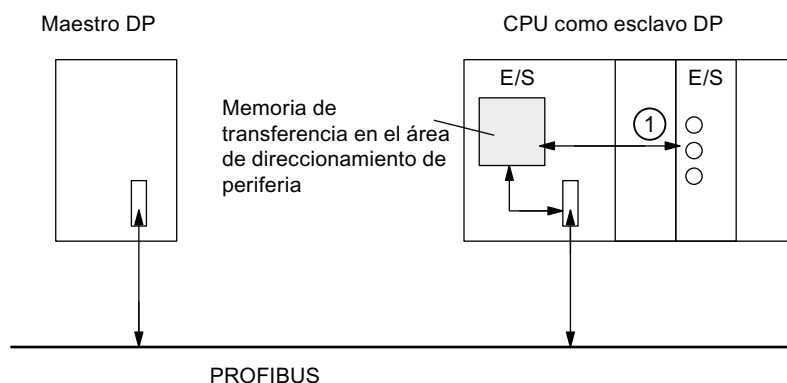 Maestro DP
CPU como esclavo DP
E/S
E/S
Memoria de
transferencia en el área
de direccionamiento de
periferia
1
PROFIBUS